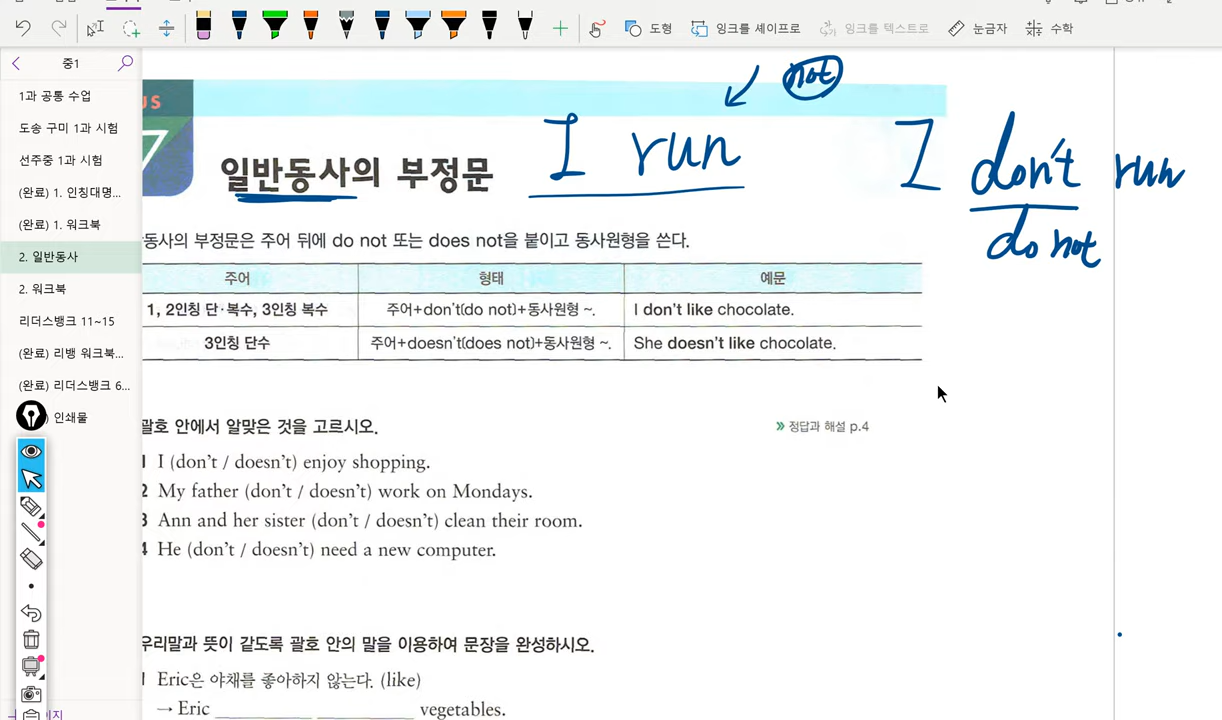 도형
잉크를 셰이프로
잉크를 텍스트로
눈금자
수학
중1
1과 공통 수업
도송 구미 1과 시험
선주중 1과 시험
(완료) 1. 인칭대명...
(완료) 1. 워크북
2. 일반동사
2. 워크북
리더스뱅크 11~15
(완료) 리뱅 워크북...
(완료) 리더스뱅크 6...
) 인쇄물
US
7
일반동사의 부정문
not
I run
I don't run
do not
동사의 부정문은 주어 뒤에 do not 또는 does not을 붙이고 동사원형을 쓴다.
주어 형태 예문
1, 2인칭 단·복수, 3인칭 복수 주어+don't(do not)+동사원형 ~. I don't like chocolate.
3인칭 단수 주어+doesn't(does not)+동사원형 ~. She doesn't like chocolate.
괄호 안에서 알맞은 것을 고르시오.
» 정답과 해설 p.4
1 I (don't / doesn't) enjoy shopping.
2 My father (don't / doesn't) work on Mondays.
3 Ann and her sister (don't / doesn't) clean their room.
4 He (don't / doesn't) need a new computer.
우리말과 뜻이 같도록 괄호 안의 말을 이용하여 문장을 완성하시오.
1 Eric은 야채를 좋아하지 않는다. (like)
→ Eric ________ ________ vegetables.